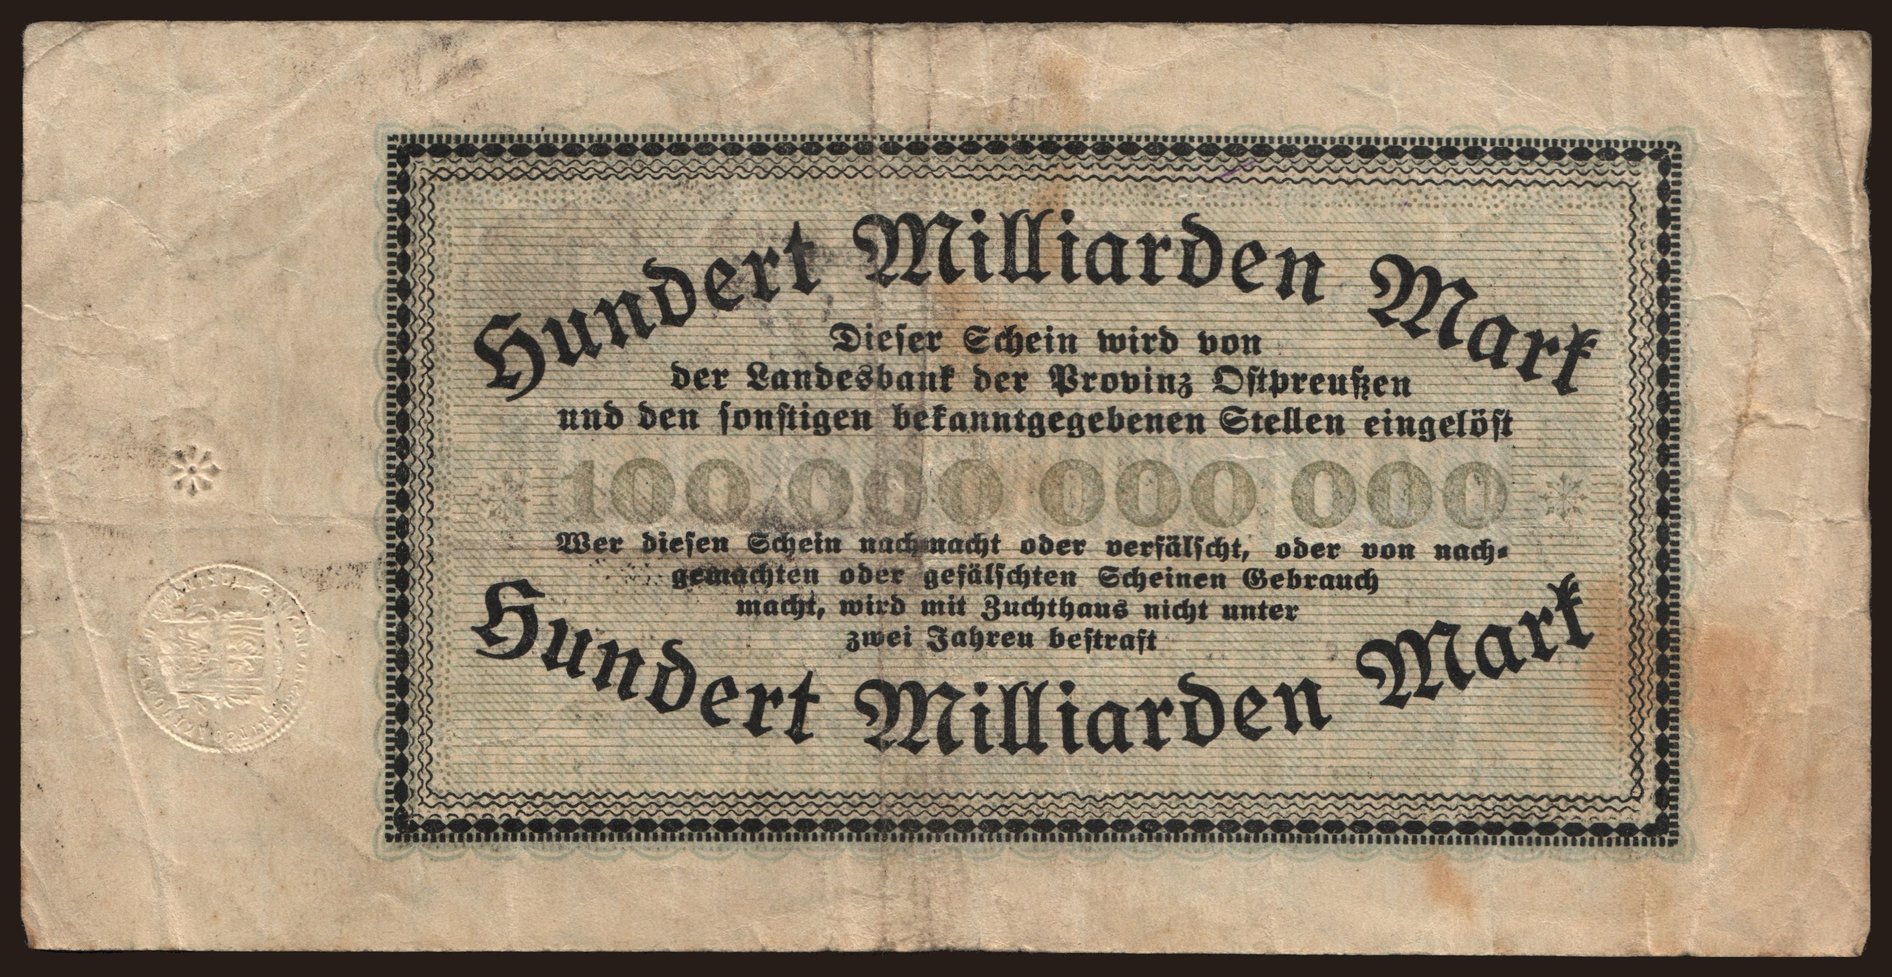 Hundert Milliarden Mark
Dieser Schein wird von
der Landesbank der Provinz Ostpreußen
und den sonstigen bekanntgegebenen Stellen eingelöst
100 000 000 000
Wer diesen Schein nachmacht oder verfälscht, oder von nach-
gemachten oder gefälschten Scheinen Gebrauch
macht, wird mit Zuchthaus nicht unter
zwei Jahren bestraft
Hundert Milliarden Mark